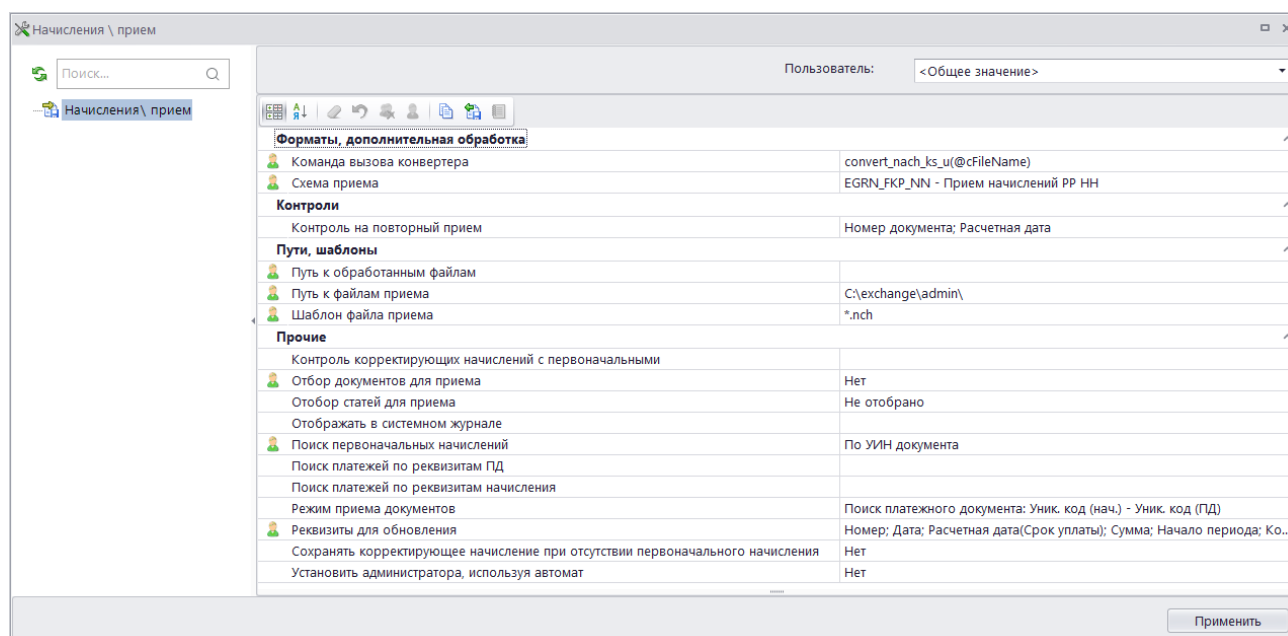 Начисления \ прием
Поиск...
Пользователь: <Общее значение>
Начисления\ прием
Форматы, дополнительная обработка
Команда вызова конвертера convert_nach_ks_u(@cFileName)
Схема приема EGRN_FKP_NN - Прием начислений РР НН
Контроли
Контроль на повторный прием Номер документа; Расчетная дата
Пути, шаблоны
Путь к обработанным файлам
Путь к файлам приема C:\exchange\admin\
Шаблон файла приема *.nch
Прочие
Контроль корректирующих начислений с первоначальными
Отбор документов для приема Нет
Отобор статей для приема Не отобрано
Отображать в системном журнале
Поиск первоначальных начислений По УИН документа
Поиск платежей по реквизитам ПД
Поиск платежей по реквизитам начисления
Режим приема документов Поиск платежного документа: Уник. код (нач.) - Уник. код (ПД)
Реквизиты для обновления Номер; Дата; Расчетная дата(Срок уплаты); Сумма; Начало периода; Ко...
Сохранять корректирующее начисление при отсутствии первоначального начисления Нет
Установить администратора, используя автомат Нет
Применить